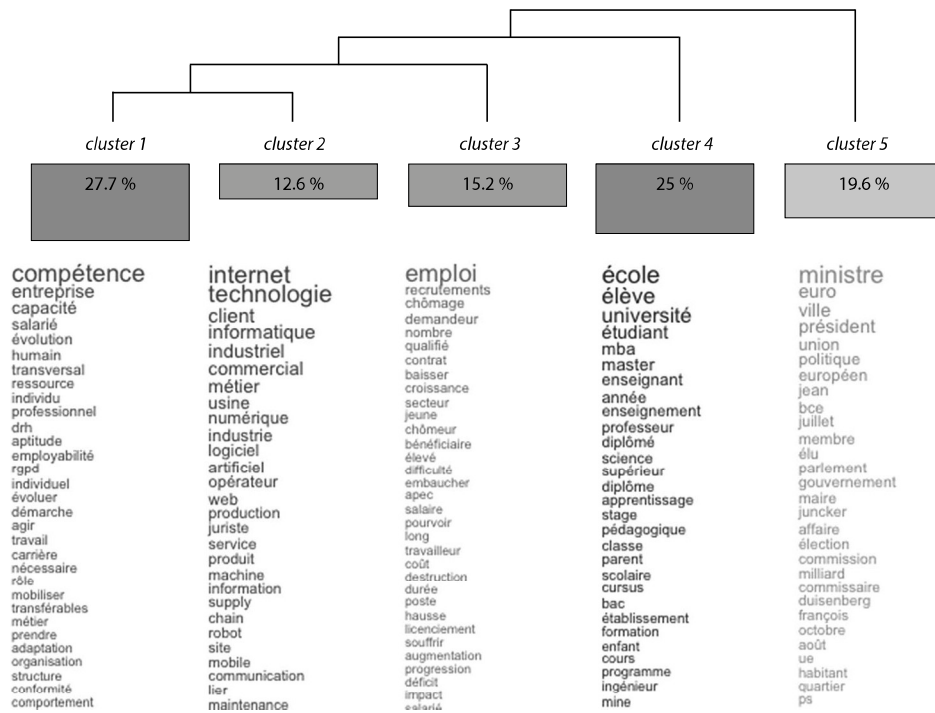 cluster 1
cluster 2
cluster 3
cluster 4
cluster 5
27.7 %
12.6 %
15.2 %
25 %
19.6 %
compétence
entreprise
capacité
salarié
évolution
humain
transversal
ressource
individu
professionnel
drh
aptitude
employabilité
rgpd
individuel
évoluer
démarche
agir
travail
carrière
nécessaire
rôle
mobiliser
transférables
métier
prendre
adaptation
organisation
structure
conformité
comportement
internet
technologie
client
informatique
industriel
commercial
métier
usine
numérique
industrie
logiciel
artificiel
opérateur
web
production
juriste
service
produit
machine
information
supply
chain
robot
site
mobile
communication
lier
maintenance
emploi
recrutements
chômage
demandeur
nombre
qualifié
contrat
baisser
croissance
secteur
jeune
chômeur
bénéficiaire
élevé
difficulté
embaucher
apec
salaire
pourvoir
long
travailleur
coût
destruction
durée
poste
hausse
licenciement
souffrir
augmentation
progression
déficit
impact
salarié
école
élève
université
étudiant
mba
master
enseignant
année
enseignement
professeur
diplômé
science
supérieur
diplôme
apprentissage
stage
pédagogique
classe
parent
scolaire
cursus
bac
établissement
formation
enfant
cours
programme
ingénieur
mine
ministre
euro
ville
président
union
politique
européen
jean
bce
juillet
membre
élu
parlement
gouvernement
maire
juncker
affaire
élection
commission
milliard
commissaire
duisenberg
françois
octobre
août
ue
habitant
quartier
ps